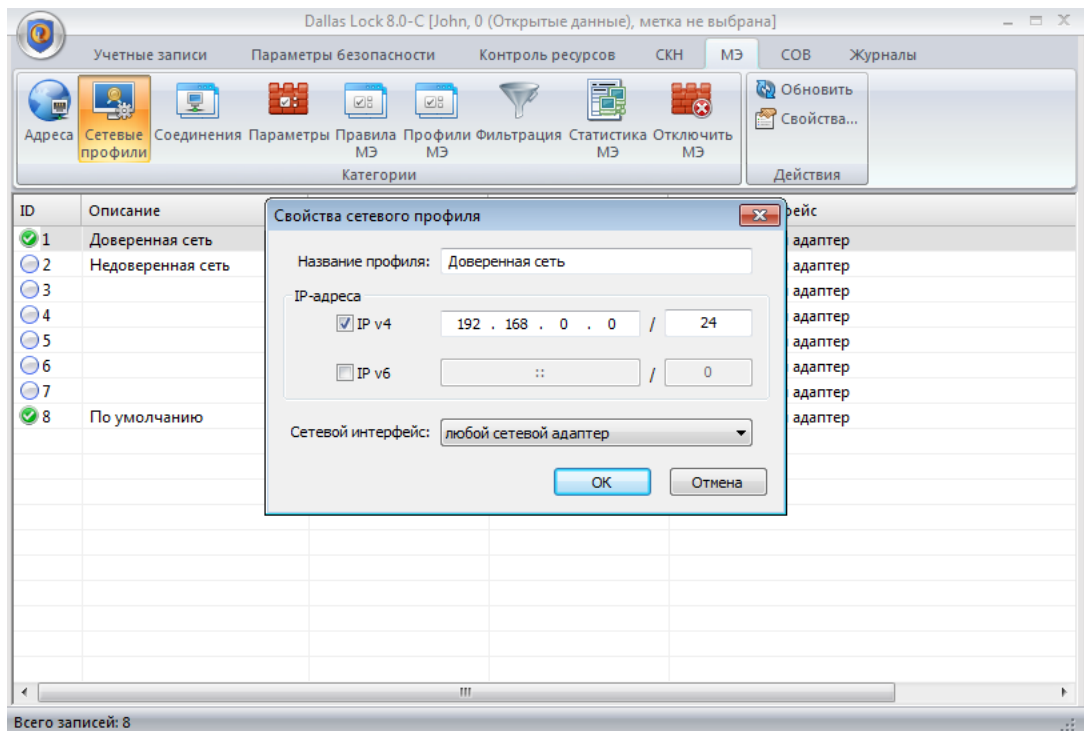 Dallas Lock 8.0-C [John, 0 (Открытые данные), метка не выбрана]
Учетные записи Параметры безопасности Контроль ресурсов СКН МЭ СОВ Журналы
Адреса Сетевые профили Соединения Параметры Правила МЭ Профили МЭ Фильтрация Статистика МЭ Отключить МЭ
Обновить
Свойства...
Категории Действия
ID Описание рейс
1 Доверенная сеть адаптер
2 Недоверенная сеть адаптер
3 адаптер
4 адаптер
5 адаптер
6 адаптер
7 адаптер
8 По умолчанию адаптер
Свойства сетевого профиля
Название профиля: Доверенная сеть
IP-адреса
IP v4 192 . 168 . 0 . 0 / 24
IP v6 :: / 0
Сетевой интерфейс: любой сетевой адаптер
OK Отмена
Всего записей: 8